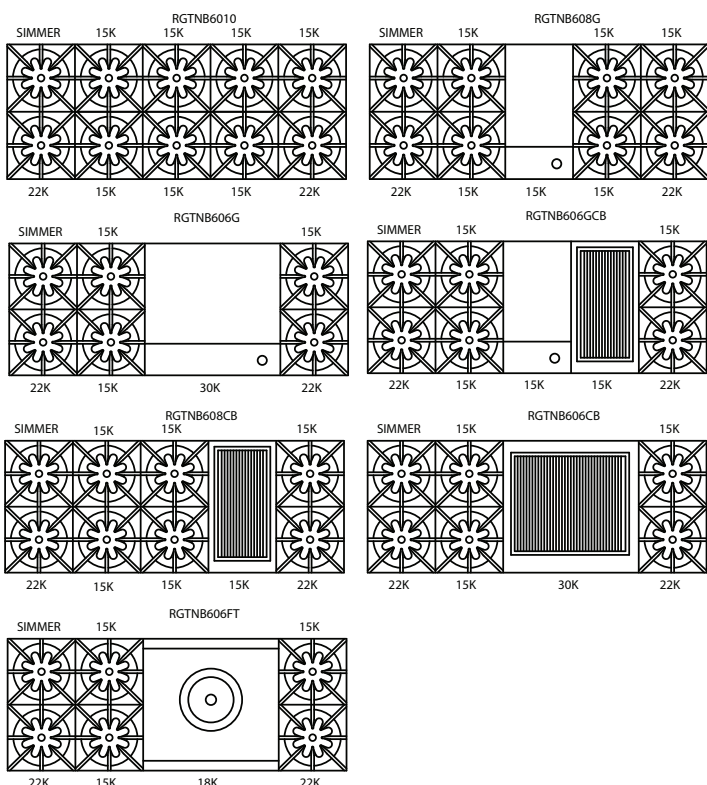 RGTNB6010
SIMMER 15K 15K 15K 15K
22K 15K 15K 15K 22K
RGTNB608G
SIMMER 15K 15K 15K
22K 15K 15K 15K 22K
RGTNB606G
SIMMER 15K 15K
22K 15K 30K 22K
RGTNB606GCB
SIMMER 15K 15K
22K 15K 15K 15K 22K
RGTNB608CB
SIMMER 15K 15K 15K
22K 15K 15K 15K 22K
RGTNB606CB
SIMMER 15K 15K
22K 15K 30K 22K
RGTNB606FT
SIMMER 15K 15K
22K 15K 18K 22K